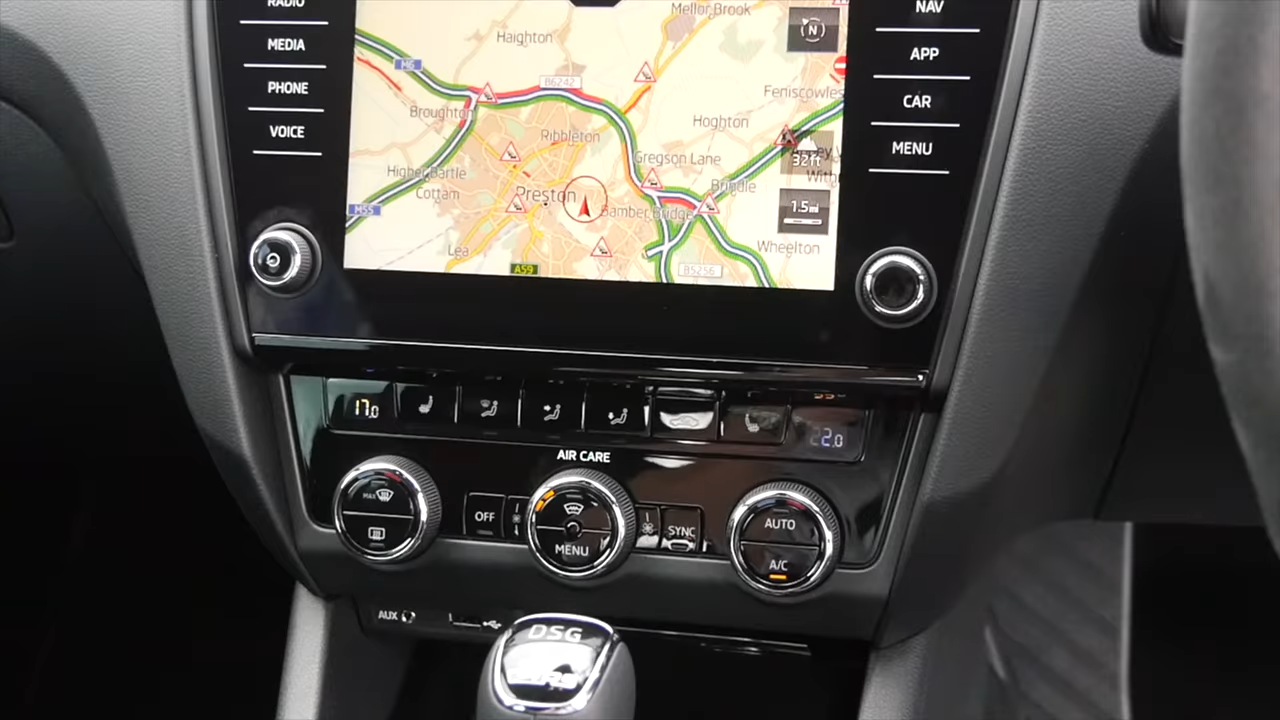 RADIO
MEDIA
PHONE
VOICE
NAV
APP
CAR
MENU
Mellor Brook
Haighton
N
M6
B6242
Feniscowles
Broughton
Hoghton
Ribbleton
Gregson Lane
32ft
Higher Bartle
Cottam
Preston
Brindle
M55
Bamber Bridge
1.5mi
Lea
Wheelton
A59
B5256
17.0
22.0
AIR CARE
MAX
OFF
MENU
SYNC
AUTO
A/C
AUX
DSG